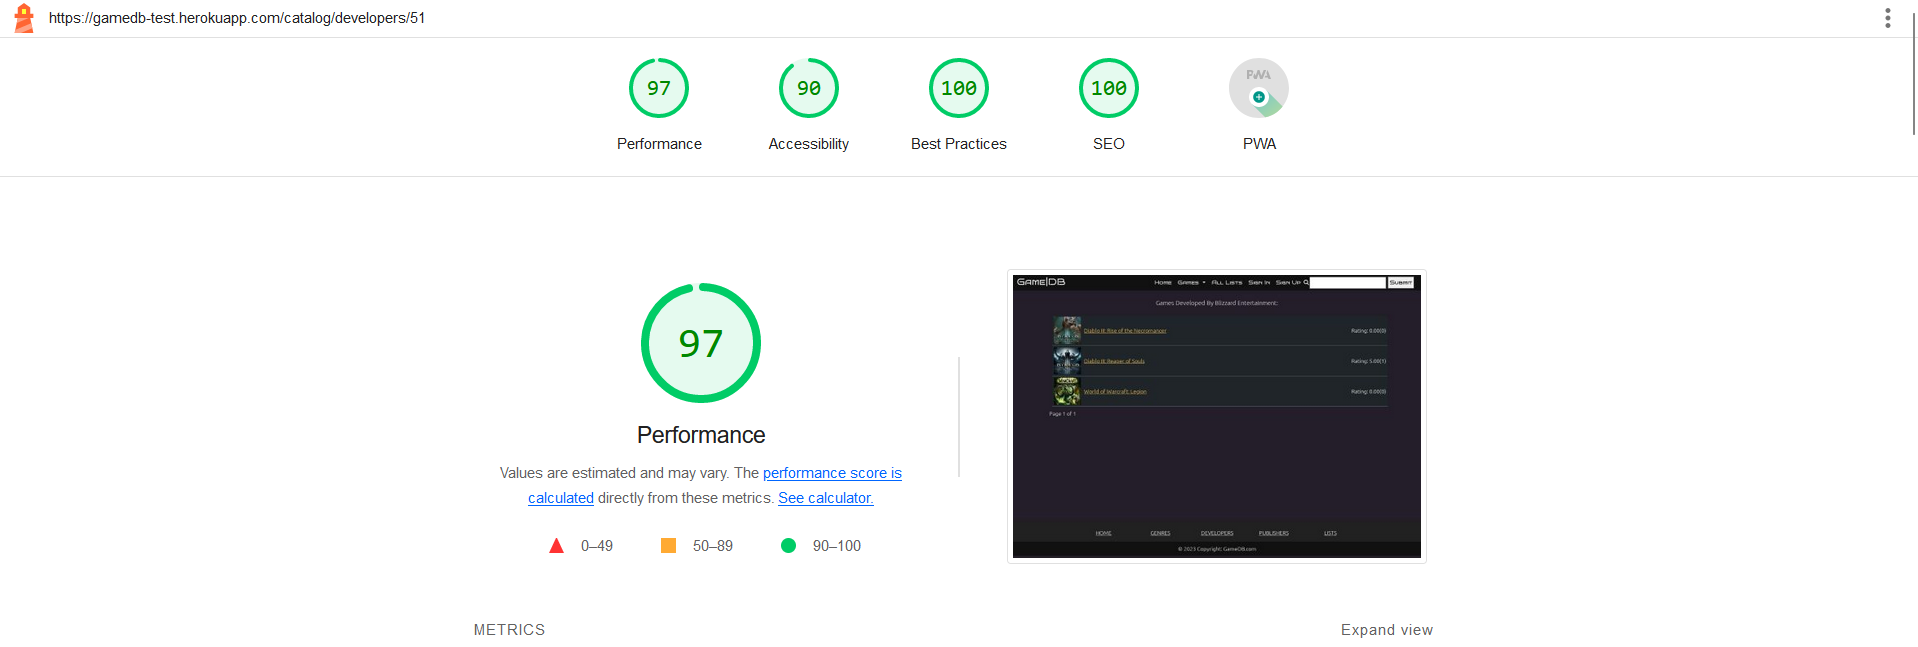 https://gamedb-test.herokuapp.com/catalog/developers/51
97 90 100 100 PWA
Performance Accessibility Best Practices SEO PWA
97
Performance
Values are estimated and may vary. The performance score is
calculated directly from these metrics. See calculator.
0–49 50–89 90–100
GAME|DB Home Games All Lists Sign In Sign Up Submit
Games Developed By Blizzard Entertainment:
Diablo III: Rise of the Necromancer Rating: 0.00(0)
Diablo III: Reaper of Souls Rating: 5.00(1)
World of Warcraft: Legion Rating: 0.00(0)
Page 1 of 1
HOME GENRES DEVELOPERS PUBLISHERS LISTS
© 2023 Copyright: GameDB.com
METRICS Expand view